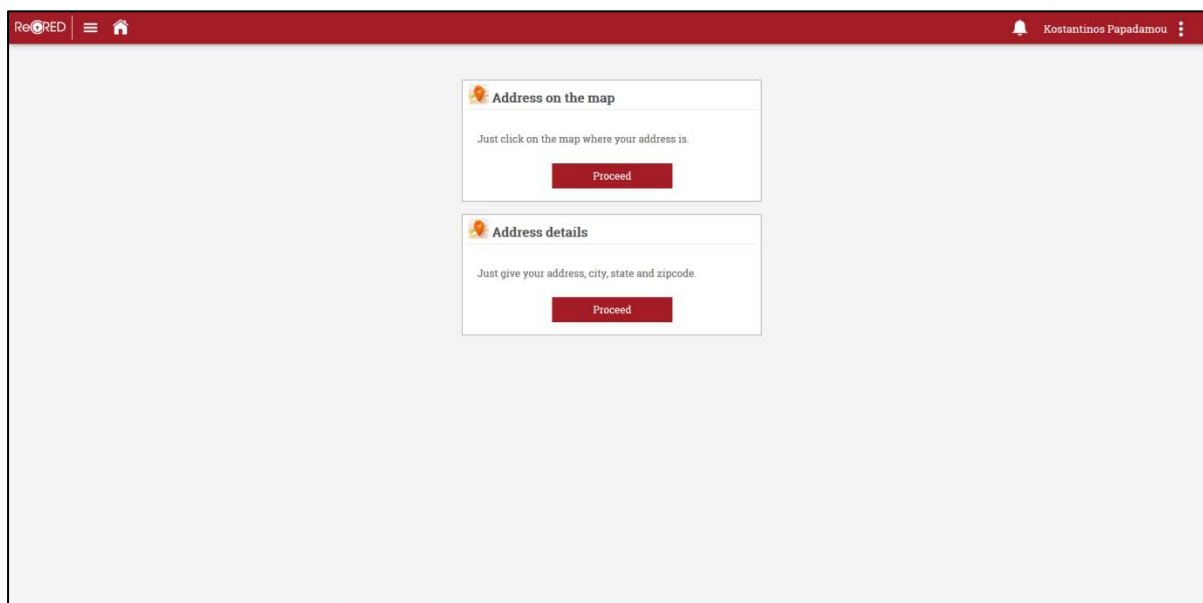 ReCRED
Kostantinos Papadamou
Address on the map
Just click on the map where your address is.
Proceed
Address details
Just give your address, city, state and zipcode.
Proceed